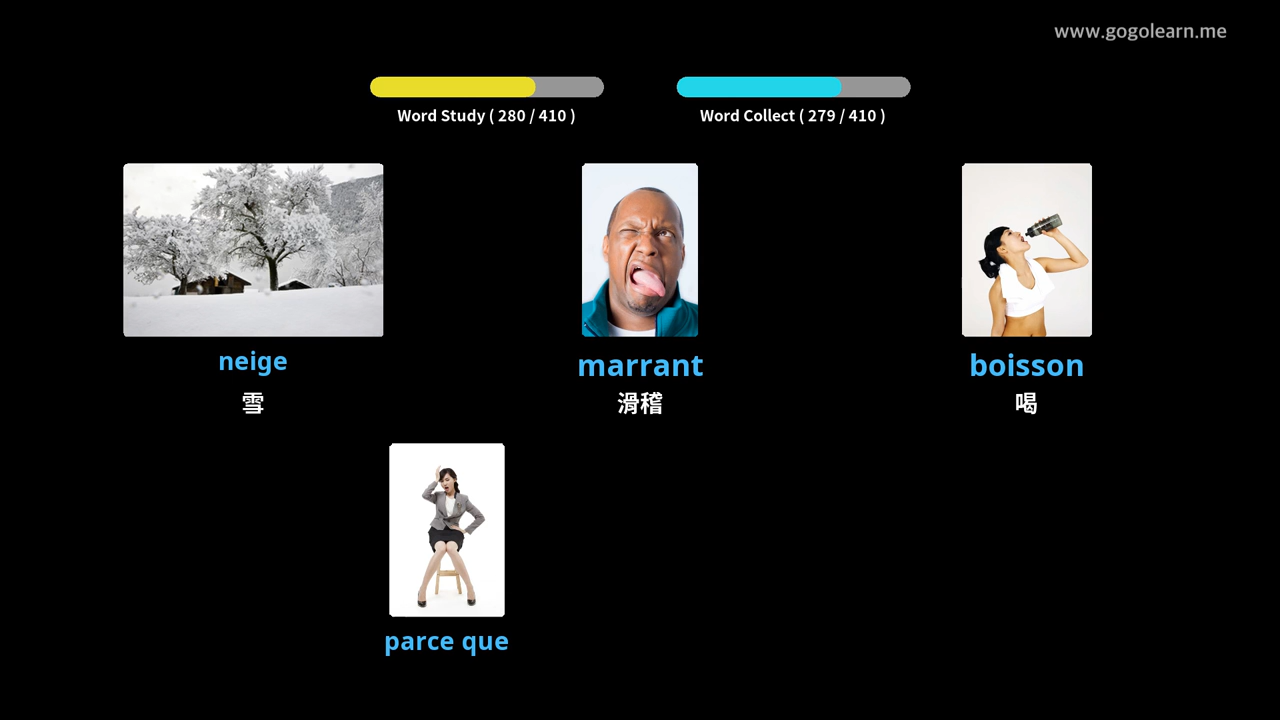 www.gogolearn.me
Word Study ( 280 / 410 )
Word Collect ( 279 / 410 )
neige
marrant
boisson
雪
滑稽
喝
parce que